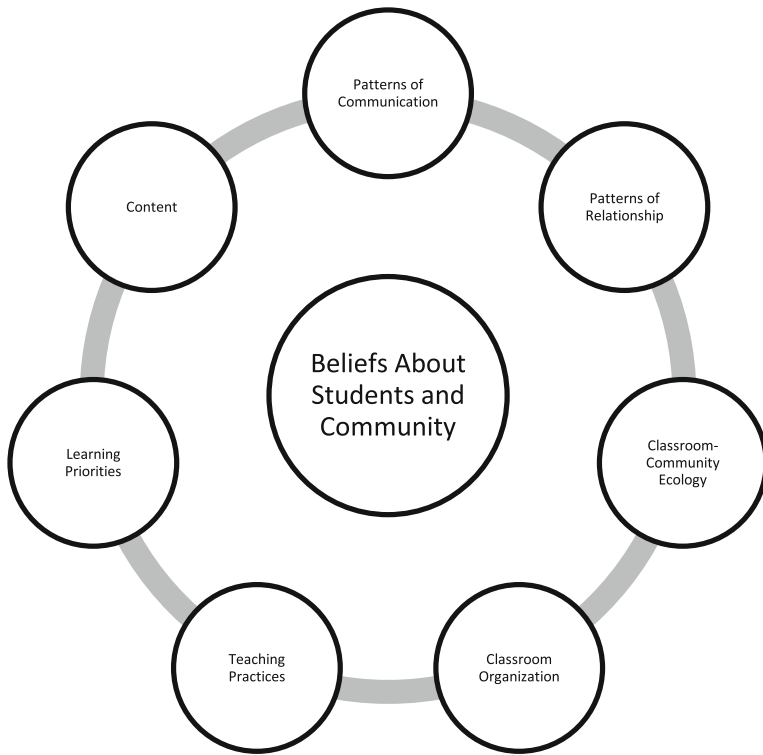 Patterns of
Communication
Patterns of
Relationship
Classroom-
Community
Ecology
Classroom
Organization
Teaching
Practices
Learning
Priorities
Content
Beliefs About
Students and
Community